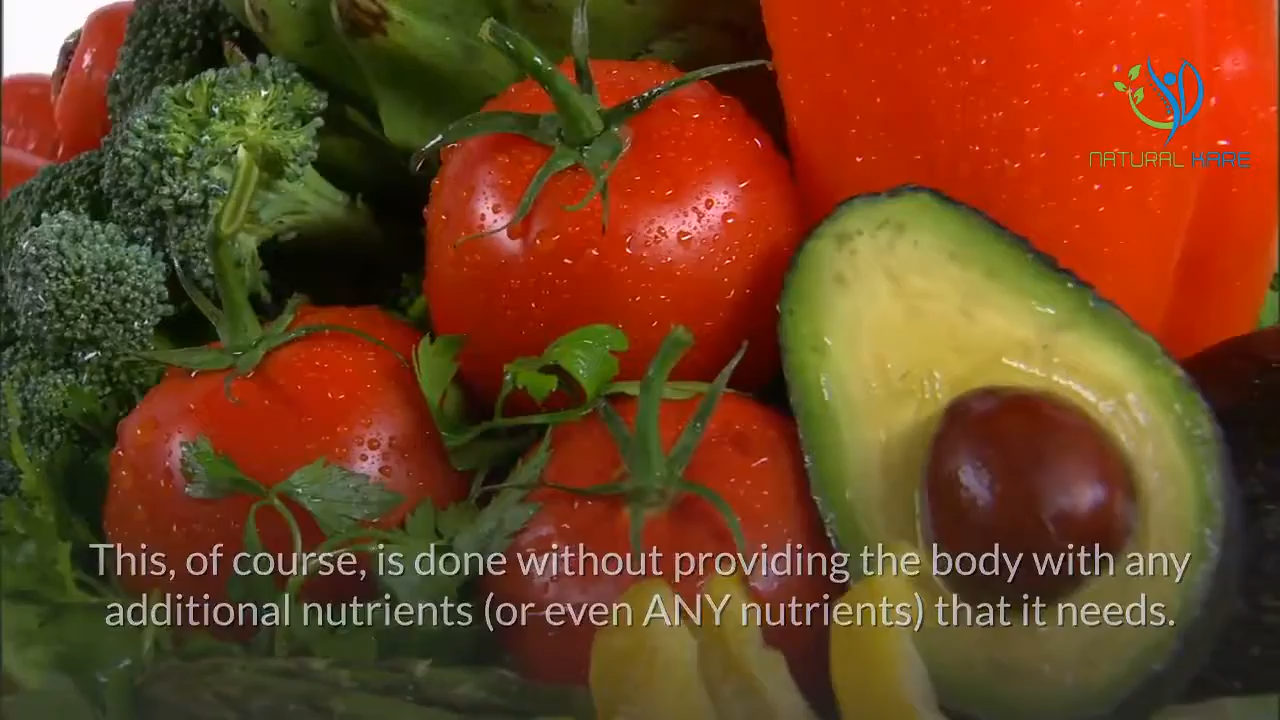 NATURAL KARE
This, of course, is done without providing the body with any
additional nutrients (or even ANY nutrients) that it needs.